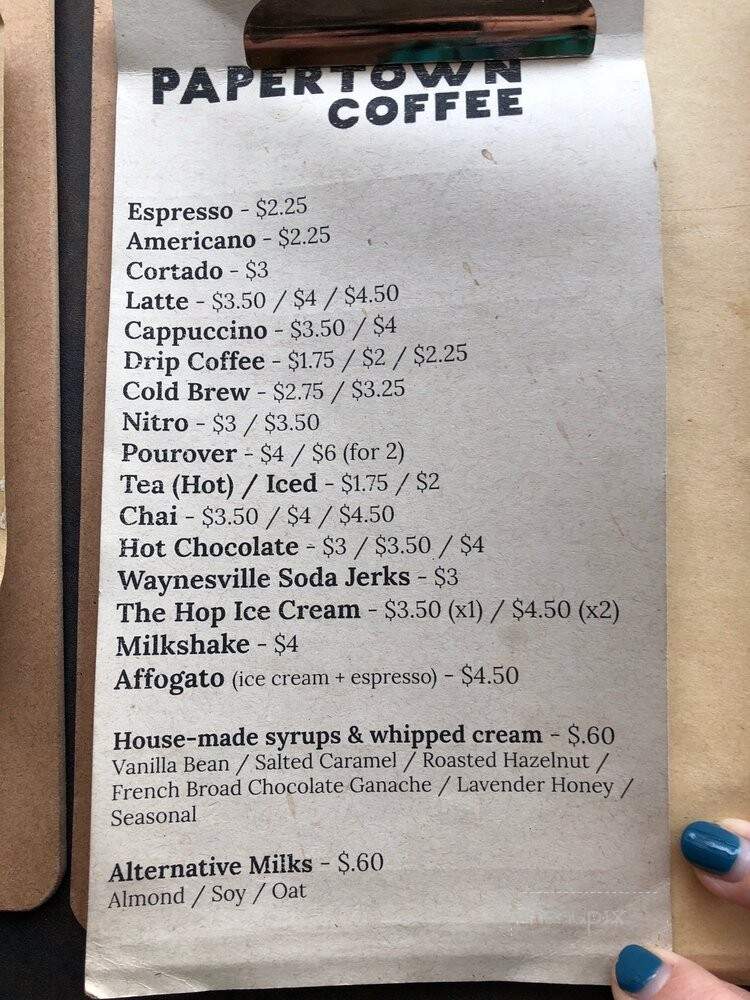 PAPERTOWN
COFFEE
Espresso - $2.25
Americano - $2.25
Cortado - $3
Latte - $3.50 / $4 / $4.50
Cappuccino - $3.50 / $4
Drip Coffee - $1.75 / $2 / $2.25
Cold Brew - $2.75 / $3.25
Nitro - $3 / $3.50
Pourover - $4 / $6 (for 2)
Tea (Hot) / Iced - $1.75 / $2
Chai - $3.50 / $4 / $4.50
Hot Chocolate - $3 / $3.50 / $4
Waynesville Soda Jerks - $3
The Hop Ice Cream - $3.50 (x1) / $4.50 (x2)
Milkshake - $4
Affogato (ice cream + espresso) - $4.50
House-made syrups & whipped cream - $.60
Vanilla Bean / Salted Caramel / Roasted Hazelnut /
French Broad Chocolate Ganache / Lavender Honey /
Seasonal
Alternative Milks - $.60
Almond / Soy / Oat